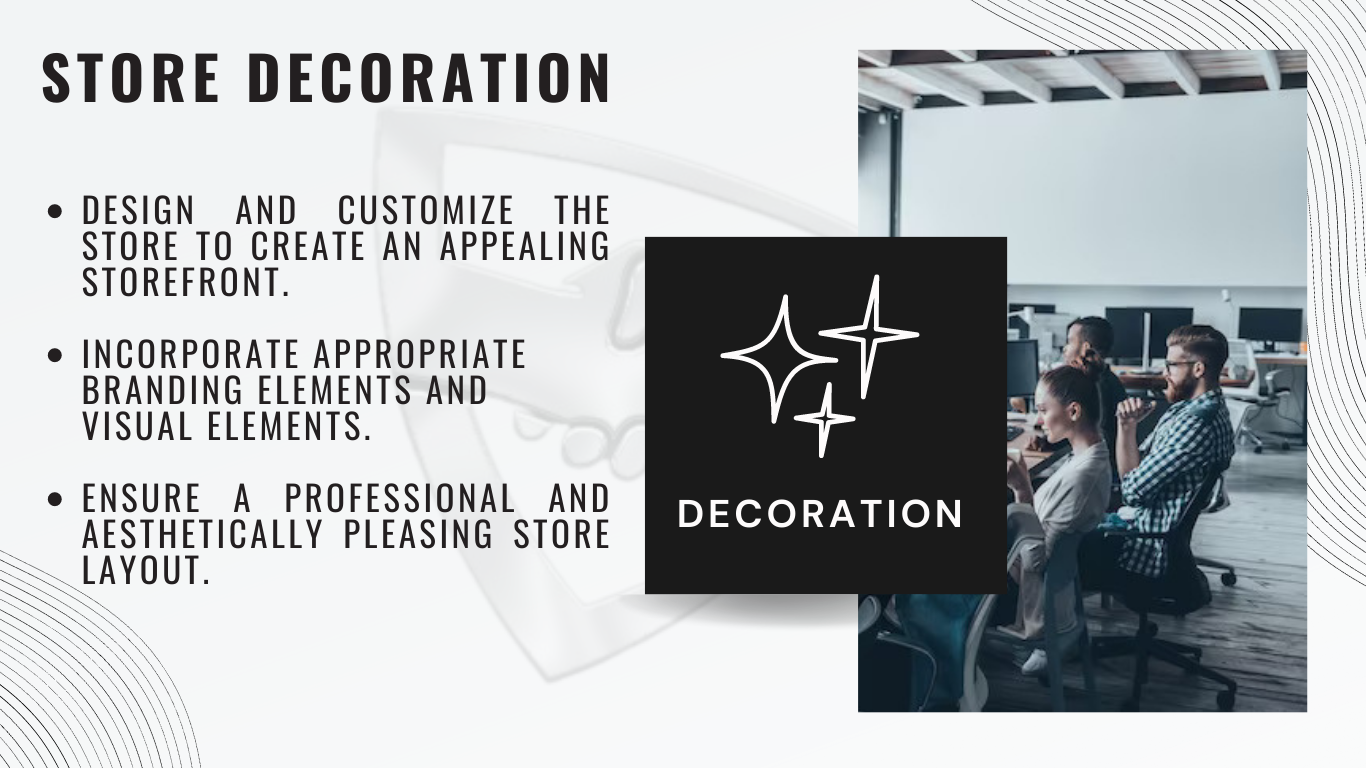 STORE DECORATION
• DESIGN AND CUSTOMIZE THE
STORE TO CREATE AN APPEALING
STOREFRONT.
• INCORPORATE APPROPRIATE
BRANDING ELEMENTS AND
VISUAL ELEMENTS.
• ENSURE A PROFESSIONAL AND
AESTHETICALLY PLEASING STORE
LAYOUT.
DECORATION